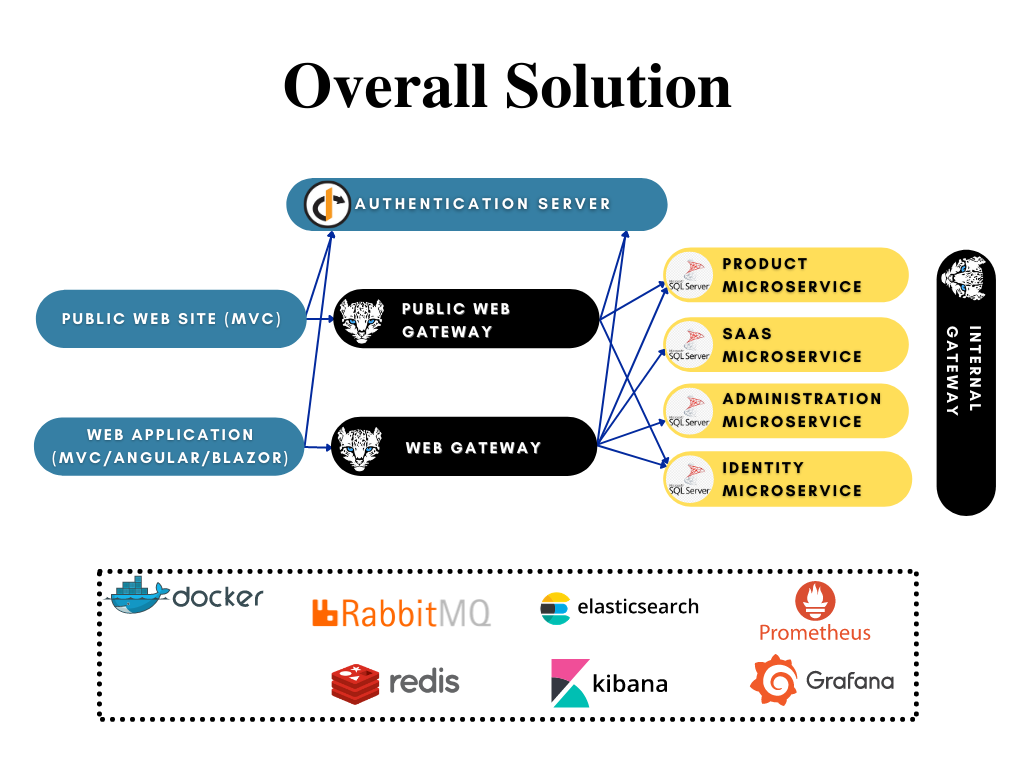 Overall Solution
AUTHENTICATION SERVER
PUBLIC WEB SITE (MVC)
PUBLIC WEB
GATEWAY
WEB APPLICATION
(MVC/ANGULAR/BLAZOR)
WEB GATEWAY
SQL Server
PRODUCT
MICROSERVICE
SQL Server
SAAS
MICROSERVICE
SQL Server
ADMINISTRATION
MICROSERVICE
SQL Server
IDENTITY
MICROSERVICE
INTERNAL
GATEWAY
docker
RabbitMQ
elasticsearch
Prometheus
redis
kibana
Grafana